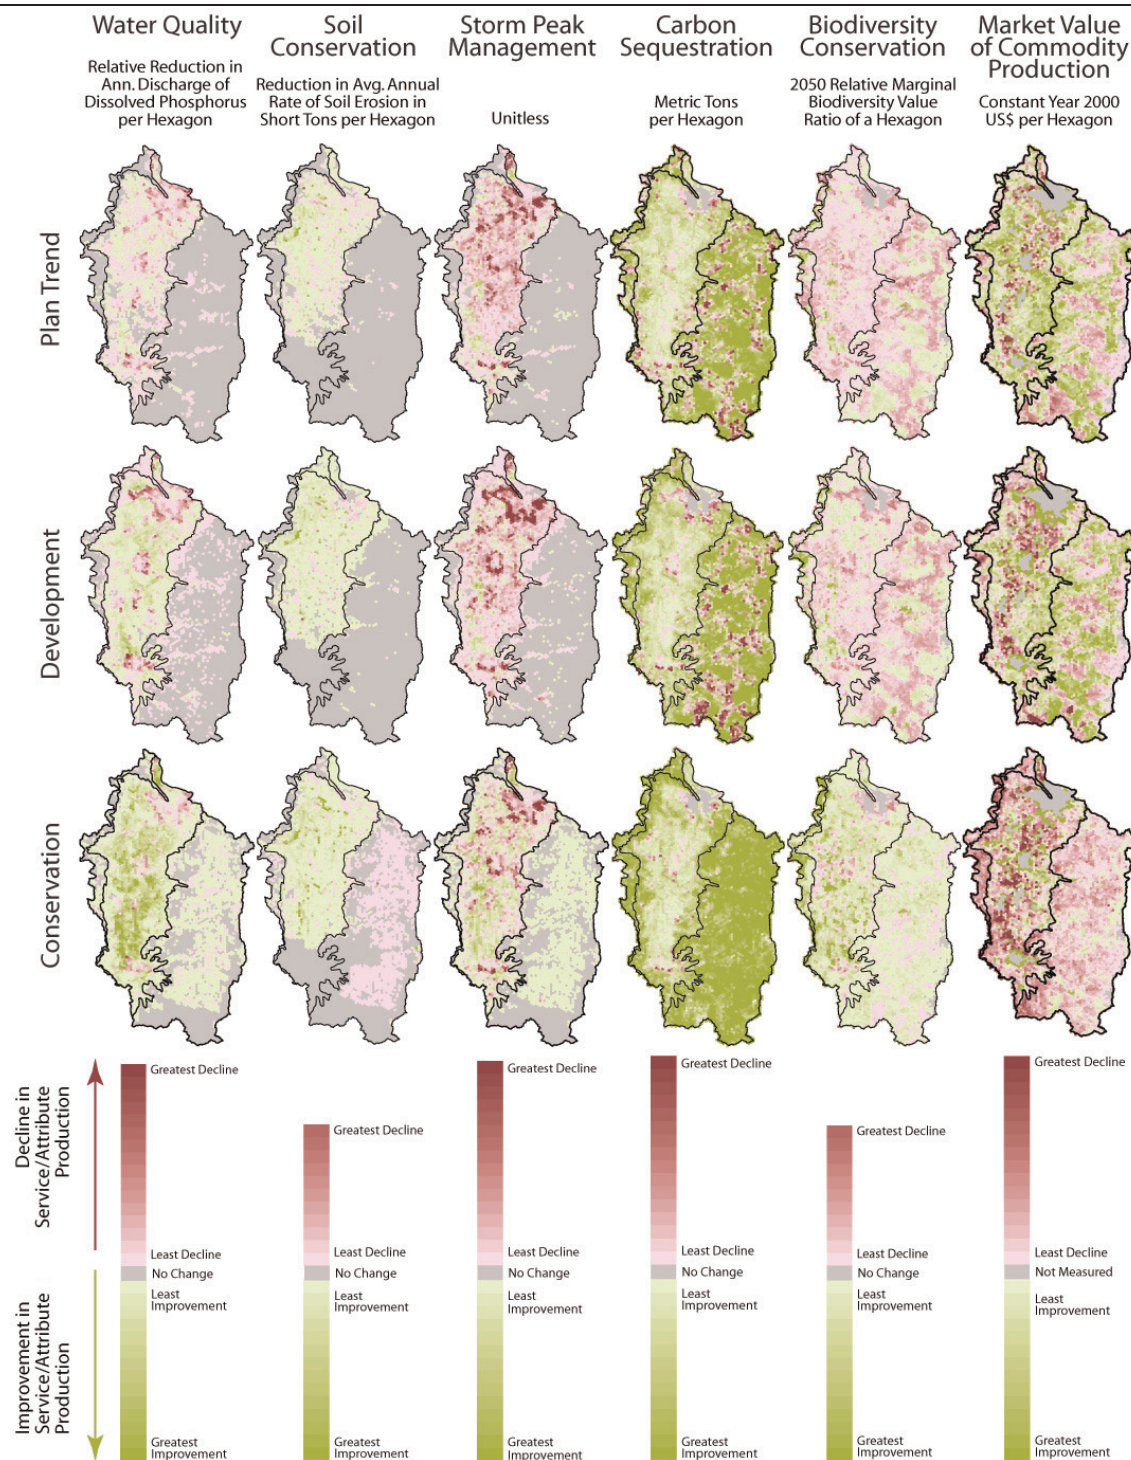 Water Quality
Relative Reduction in
Ann. Discharge of
Dissolved Phosphorus
per Hexagon
Soil
Conservation
Reduction in Avg. Annual
Rate of Soil Erosion in
Short Tons per Hexagon
Storm Peak
Management
Unitless
Carbon
Sequestration
Metric Tons
per Hexagon
Biodiversity
Conservation
2050 Relative Marginal
Biodiversity Value
Ratio of a Hexagon
Market Value
of Commodity
Production
Constant Year 2000
US$ per Hexagon
Plan Trend
Development
Conservation
Decline in
Service/Attribute
Production
Improvement in
Service/Attribute
Production
Greatest Decline
Least Decline
No Change
Least
Improvement
Greatest
Improvement
Greatest Decline
Least Decline
No Change
Least
Improvement
Greatest
Improvement
Greatest Decline
Least Decline
No Change
Least
Improvement
Greatest
Improvement
Greatest Decline
Least Decline
No Change
Least
Improvement
Greatest
Improvement
Greatest Decline
Least Decline
No Change
Least
Improvement
Greatest
Improvement
Greatest Decline
Least Decline
Not Measured
Least
Improvement
Greatest
Improvement